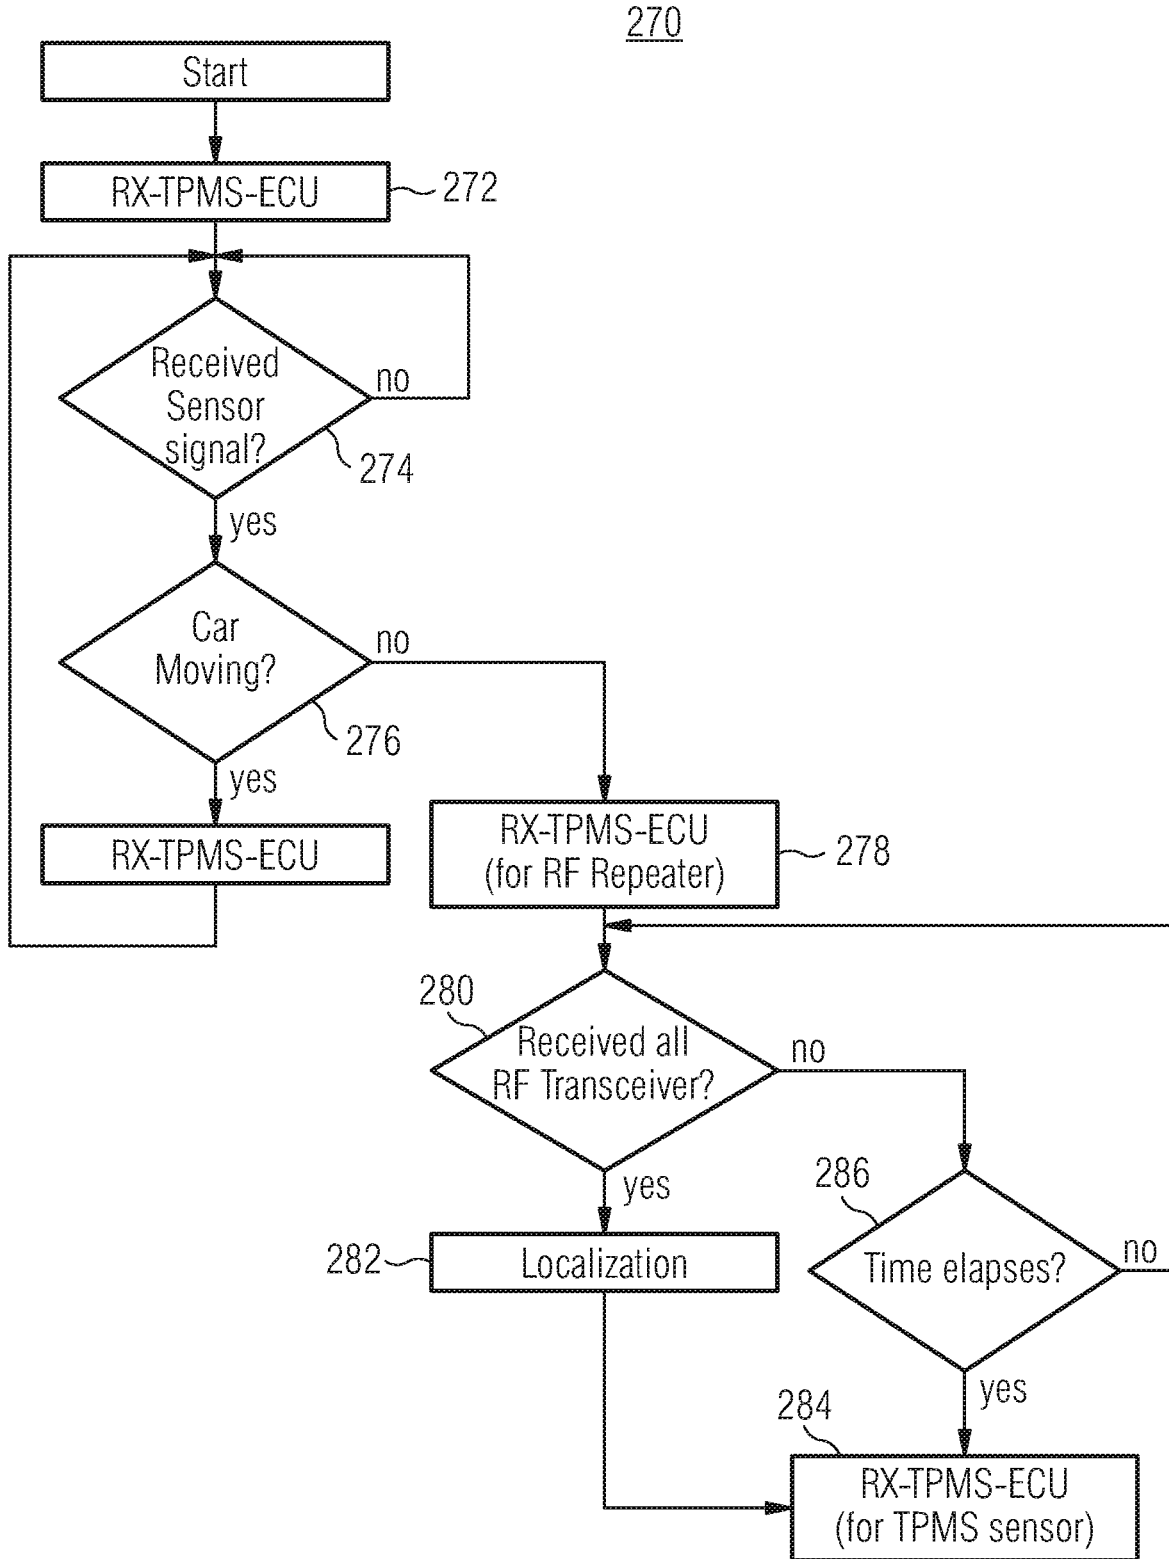 270
Start
RX-TPMS-ECU
272
Received
Sensor
signal?
no
274
yes
Car
Moving?
no
276
yes
RX-TPMS-ECU
RX-TPMS-ECU
(for RF Repeater)
278
280
Received all
RF Transceiver?
no
yes
286
282
Localization
Time elapses?
no
yes
284
RX-TPMS-ECU
(for TPMS sensor)